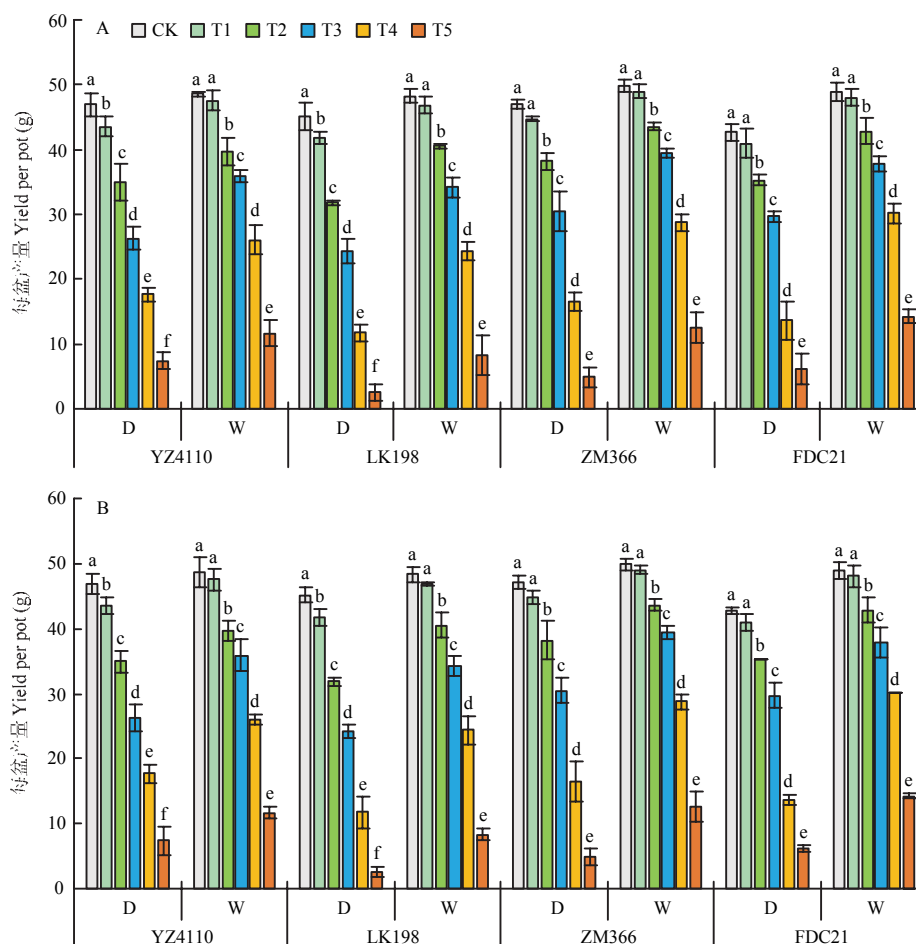 A
CK T1 T2 T3 T4 T5
每盆产量 Yield per pot (g)
60
50
40
30
20
10
0
a b c d e f
a a b c d e
a b c d e f
a a b c d e
a a b c d e
a a b c d e
a a b c d e
a a b c d e
D W D W D W D W
YZ4110 LK198 ZM366 FDC21
B
每盆产量 Yield per pot (g)
60
50
40
30
20
10
0
a b c d e f
a a b c d e
a b c d e f
a a b c d e
a a b c d e
a a b c d e
a a b c d e
a a b c d e
D W D W D W D W
YZ4110 LK198 ZM366 FDC21